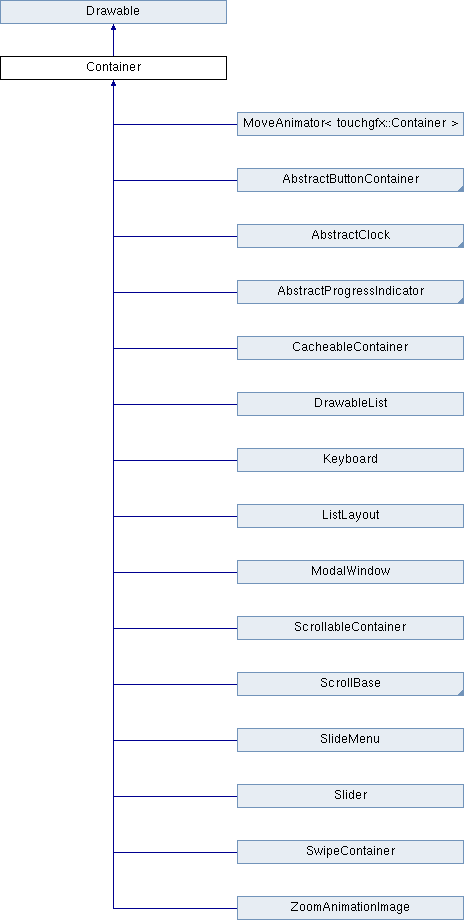 Drawable
Container
MoveAnimator< touchgfx::Container >
AbstractButtonContainer
AbstractClock
AbstractProgressIndicator
CacheableContainer
DrawableList
Keyboard
ListLayout
ModalWindow
ScrollableContainer
ScrollBase
SlideMenu
Slider
SwipeContainer
ZoomAnimationImage